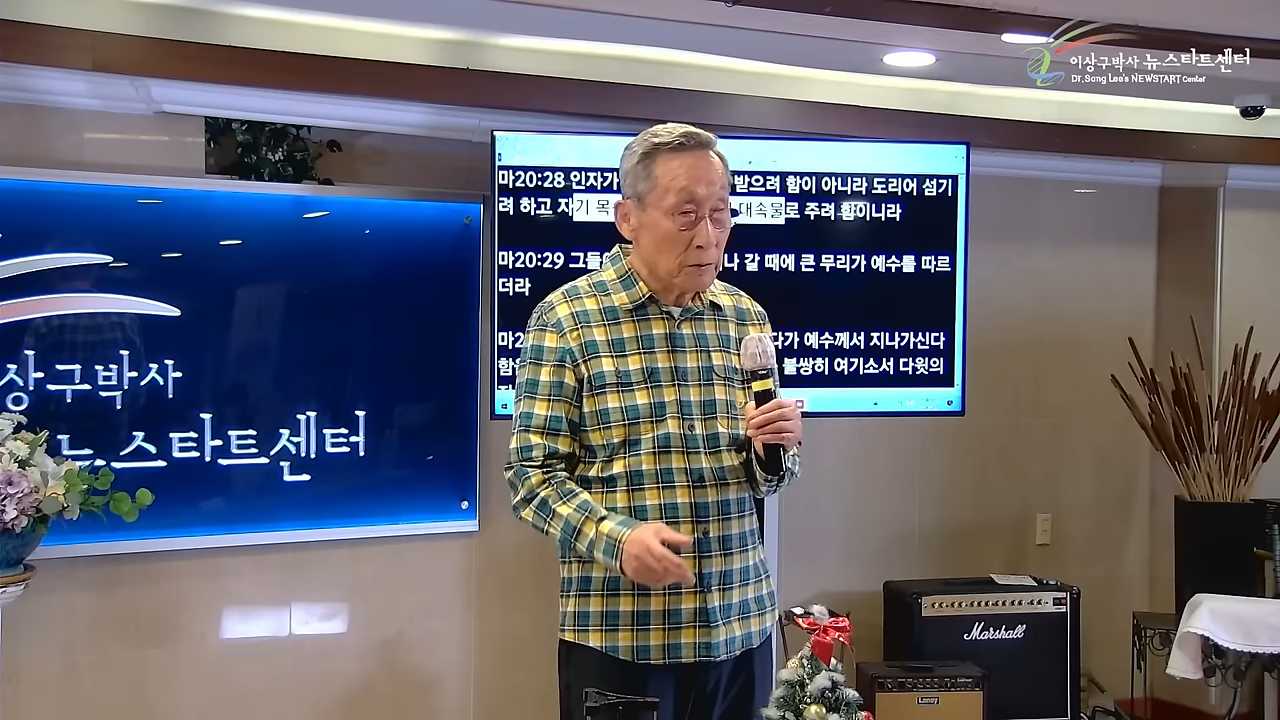 이상구박사 뉴스타트센터
Dr. Sang Lee's NEWSTART Center
마20:28 인자가 받으려 함이 아니라 도리어 섬기
려 하고 자기 목 대속물로 주려 함이니라
마20:29 그들 나 갈 때에 큰 무리가 예수를 따르
더라
다가 예수께서 지나가신다
함 불쌍히 여기소서 다윗의
상구박사
뉴스타트센터
Marshall
Laney